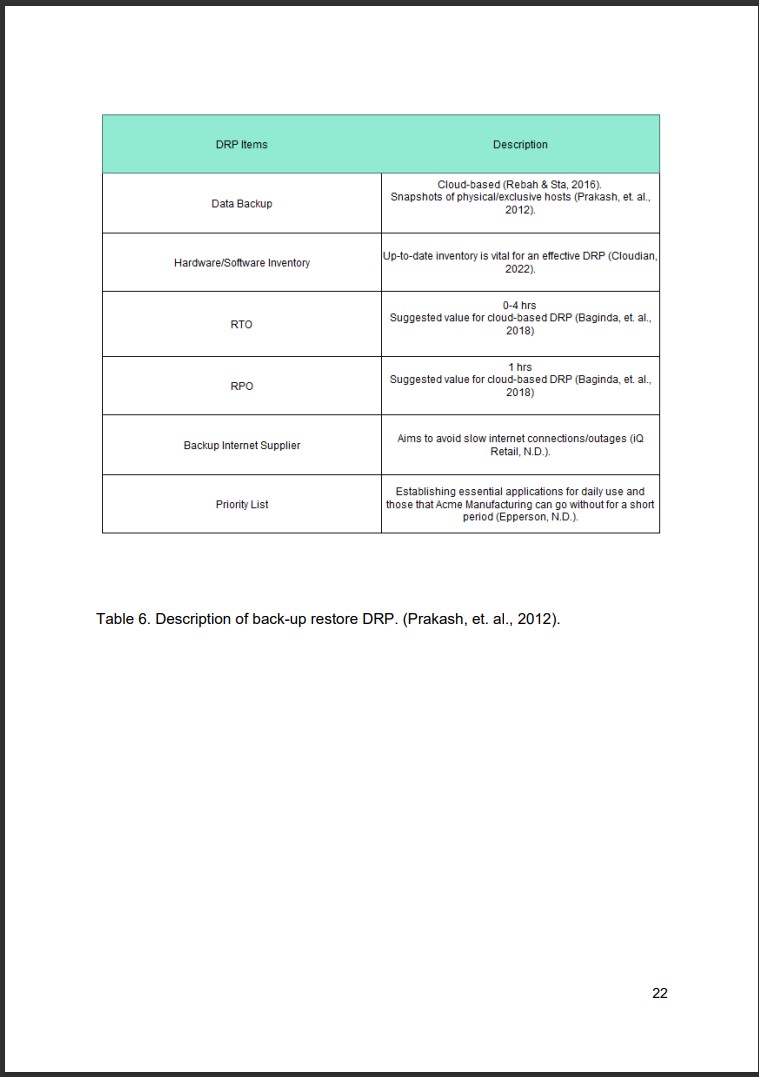 DRP Items
Description
Data Backup
Cloud-based (Rebah & Sta, 2016).
Snapshots of physical/exclusive hosts (Prakash, et. al.,
2012).
Hardware/Software Inventory
Up-to-date inventory is vital for an effective DRP (Cloudian,
2022).
RTO
0-4 hrs
Suggested value for cloud-based DRP (Baginda, et. al.,
2018)
RPO
1 hrs
Suggested value for cloud-based DRP (Baginda, et. al.,
2018)
Backup Internet Supplier
Aims to avoid slow internet connections/outages (iQ
Retail, N.D.).
Priority List
Establishing essential applications for daily use and
those that Acme Manufacturing can go without for a short
period (Epperson, N.D.).
Table 6. Description of back-up restore DRP. (Prakash, et. al., 2012).
22